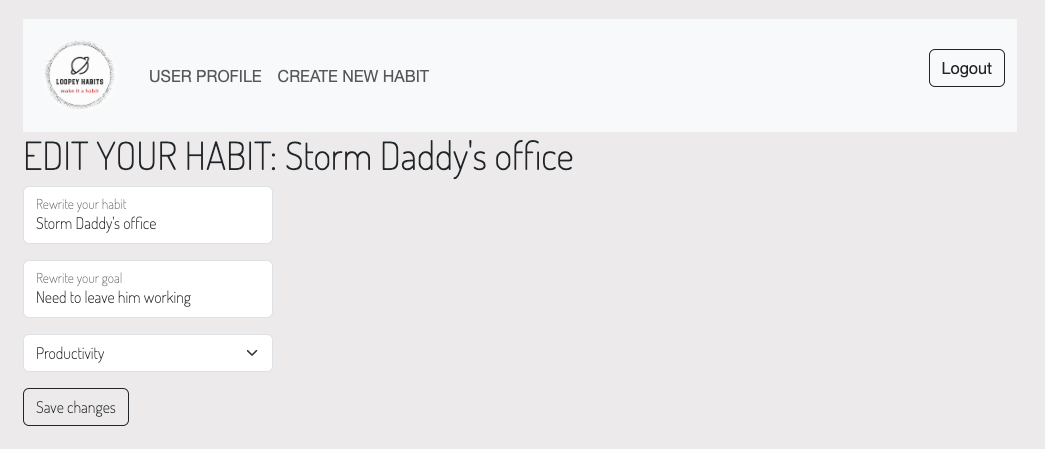 LOOPEY HABITS
make it a habit
USER PROFILE CREATE NEW HABIT
Logout
EDIT YOUR HABIT: Storm Daddy's office
Rewrite your habit
Storm Daddy's office
Rewrite your goal
Need to leave him working
Productivity
Save changes